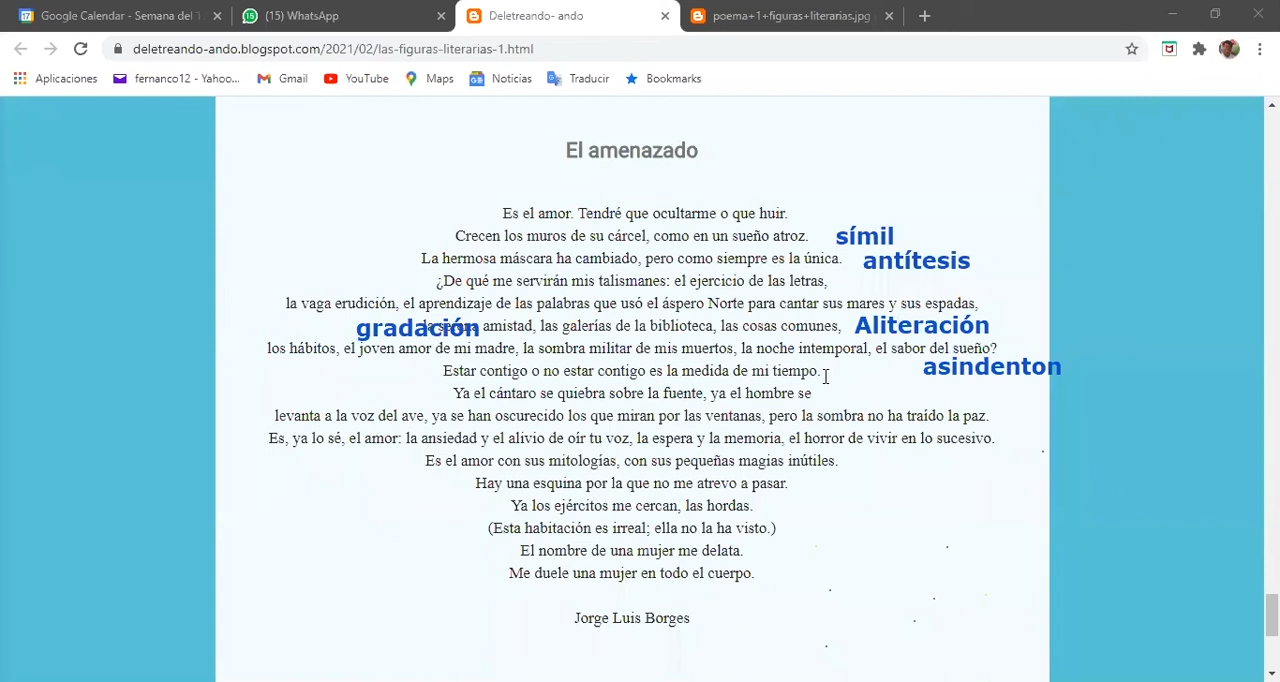 Google Calendar - Semana del 1
(15) WhatsApp
Deletreando- ando
poema+1+figuras+literarias.jpg
deletreando-ando.blogspot.com/2021/02/las-figuras-literarias-1.html
Aplicaciones
fernanco12 - Yahoo...
Gmail
YouTube
Maps
Noticias
Traducir
Bookmarks
El amenazado
Es el amor. Tendré que ocultarme o que huir.
Crecen los muros de su cárcel, como en un sueño atroz. símil
La hermosa máscara ha cambiado, pero como siempre es la única. antítesis
¿De qué me servirán mis talismanes: el ejercicio de las letras,
la vaga erudición, el aprendizaje de las palabras que usó el áspero Norte para cantar sus mares y sus espadas,
gradación la serena amistad, las galerías de la biblioteca, las cosas comunes, Aliteración
los hábitos, el joven amor de mi madre, la sombra militar de mis muertos, la noche intemporal, el sabor del sueño?
asindenton
Estar contigo o no estar contigo es la medida de mi tiempo.
Ya el cántaro se quiebra sobre la fuente, ya el hombre se
levanta a la voz del ave, ya se han oscurecido los que miran por las ventanas, pero la sombra no ha traído la paz.
Es, ya lo sé, el amor: la ansiedad y el alivio de oír tu voz, la espera y la memoria, el horror de vivir en lo sucesivo.
Es el amor con sus mitologías, con sus pequeñas magias inútiles.
Hay una esquina por la que no me atrevo a pasar.
Ya los ejércitos me cercan, las hordas.
(Esta habitación es irreal; ella no la ha visto.)
El nombre de una mujer me delata.
Me duele una mujer en todo el cuerpo.
Jorge Luis Borges